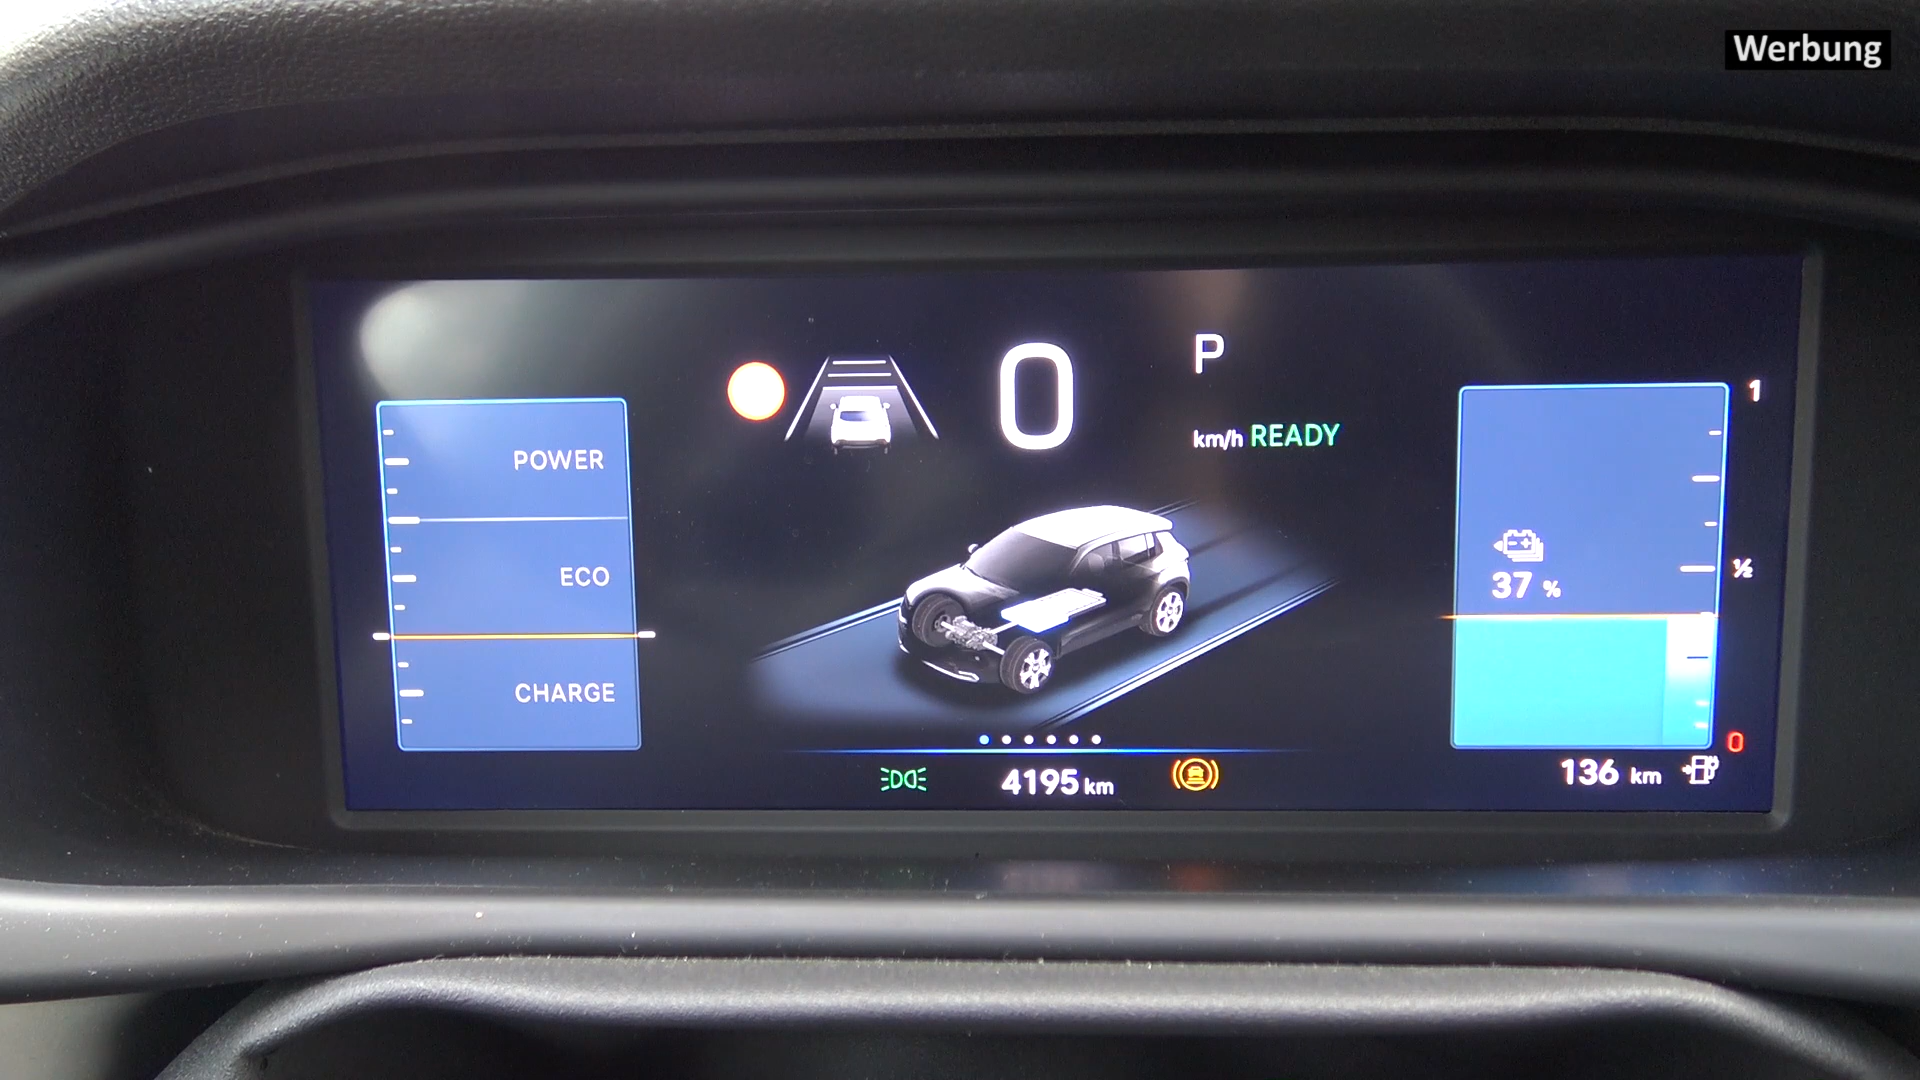 Werbung
0
P
km/h READY
POWER
ECO
CHARGE
1
½
0
37 %
4195 km
136 km